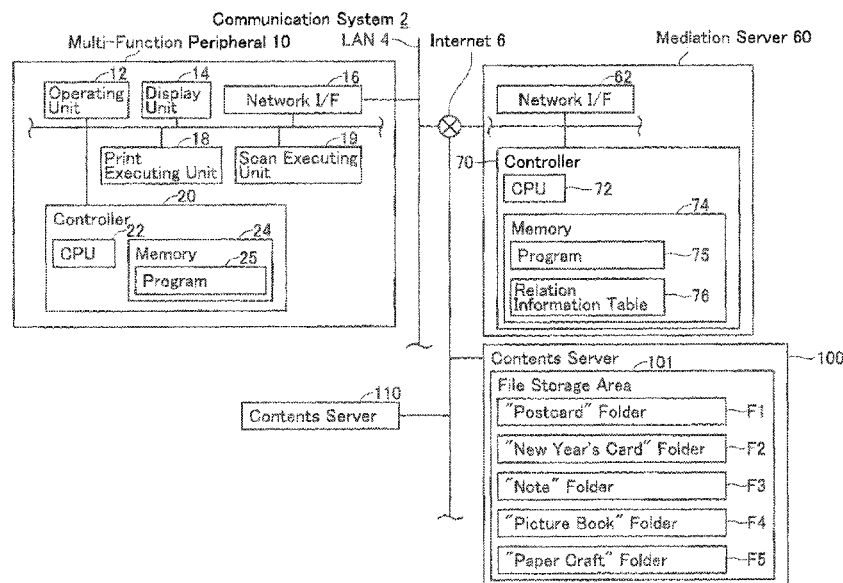 Communication System 2
Multi-Function Peripheral 10
LAN 4
Internet 6
Mediation Server 60
12
14
16
Operating
Unit
Display
Unit
Network I/F
18
19
Print
Executing Unit
Scan Executing
Unit
20
Controller
22
CPU
24
Memory
25
Program
62
Network I/F
70
Controller
CPU
72
74
Memory
Program
75
Relation
Information Table
76
Contents Server
100
101
File Storage Area
"Postcard" Folder
F1
"New Year's Card" Folder
F2
"Note" Folder
F3
"Picture Book" Folder
F4
"Paper Craft" Folder
F5
110
Contents Server